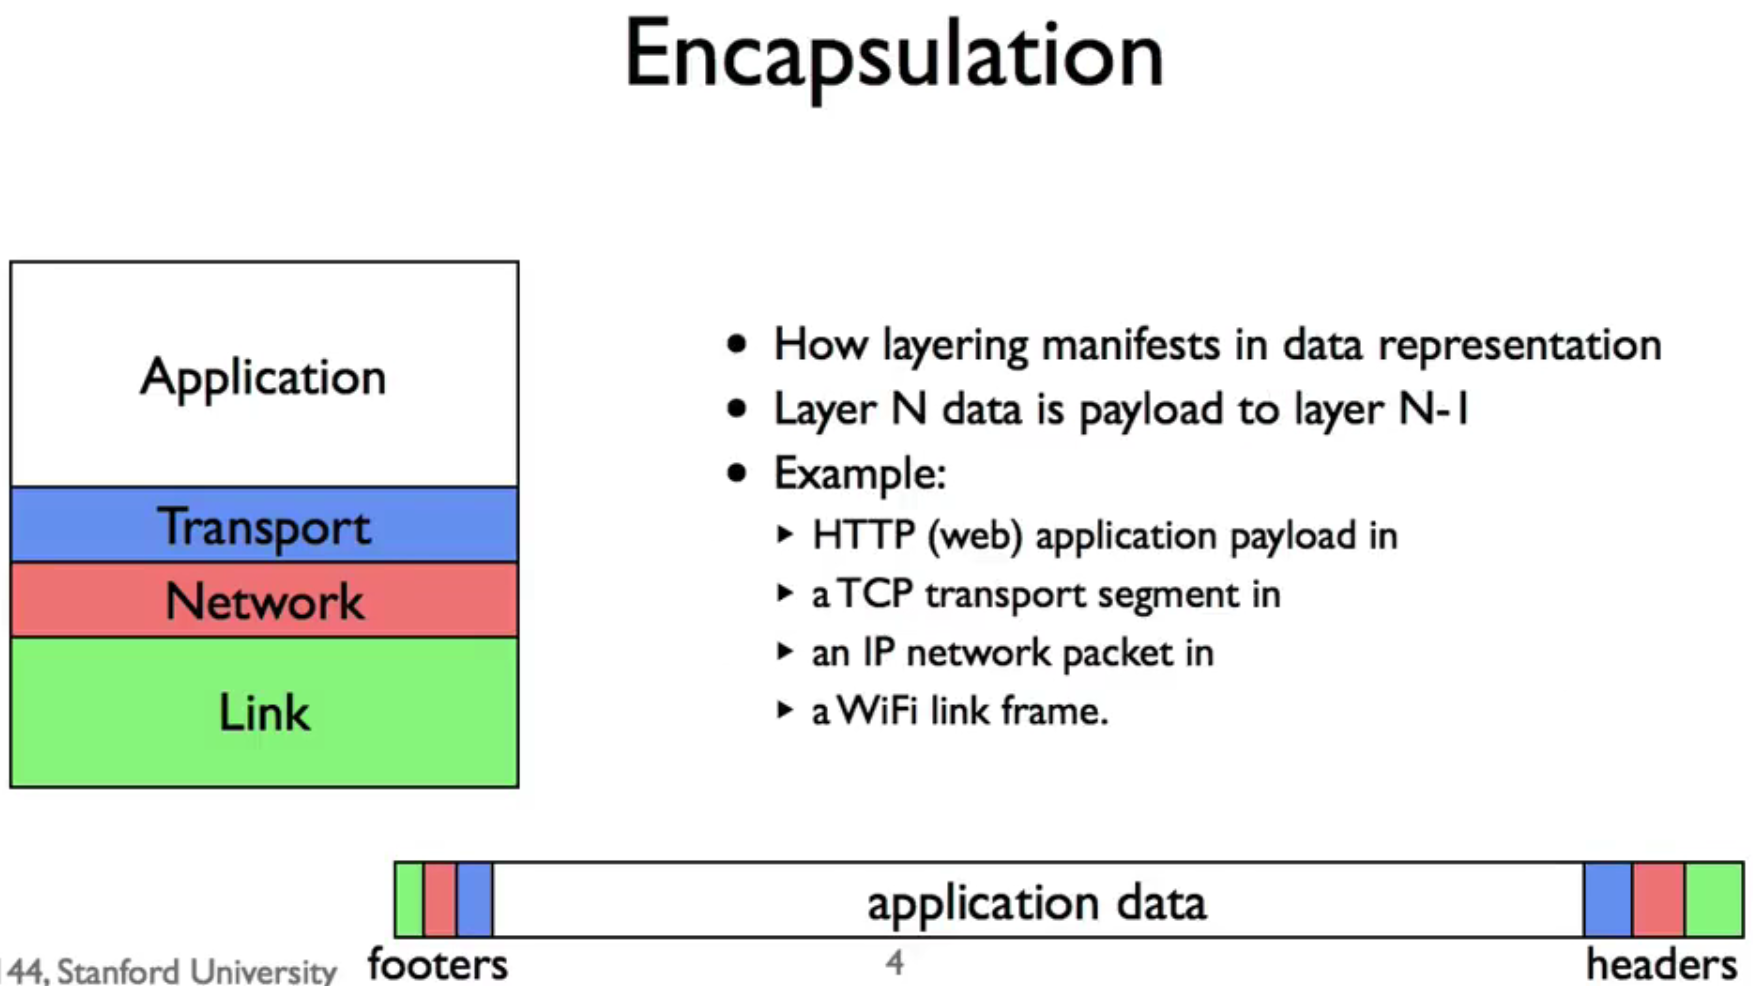 Encapsulation
Application
Transport
Network
Link
• How layering manifests in data representation
• Layer N data is payload to layer N-1
• Example:
‣ HTTP (web) application payload in
‣ a TCP transport segment in
‣ an IP network packet in
‣ a WiFi link frame.
application data
footers
headers
144, Stanford University
4